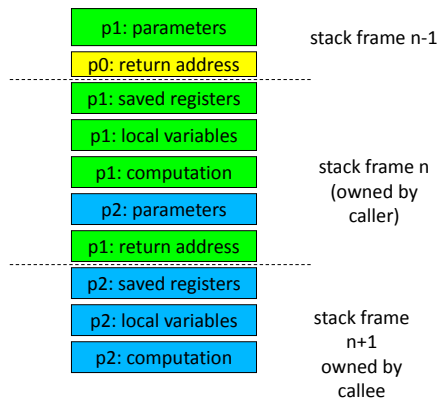 p1: parameters
stack frame n-1
p0: return address
p1: saved registers
p1: local variables
p1: computation
stack frame n
(owned by
caller)
p2: parameters
p1: return address
p2: saved registers
p2: local variables
p2: computation
stack frame
n+1
owned by
callee